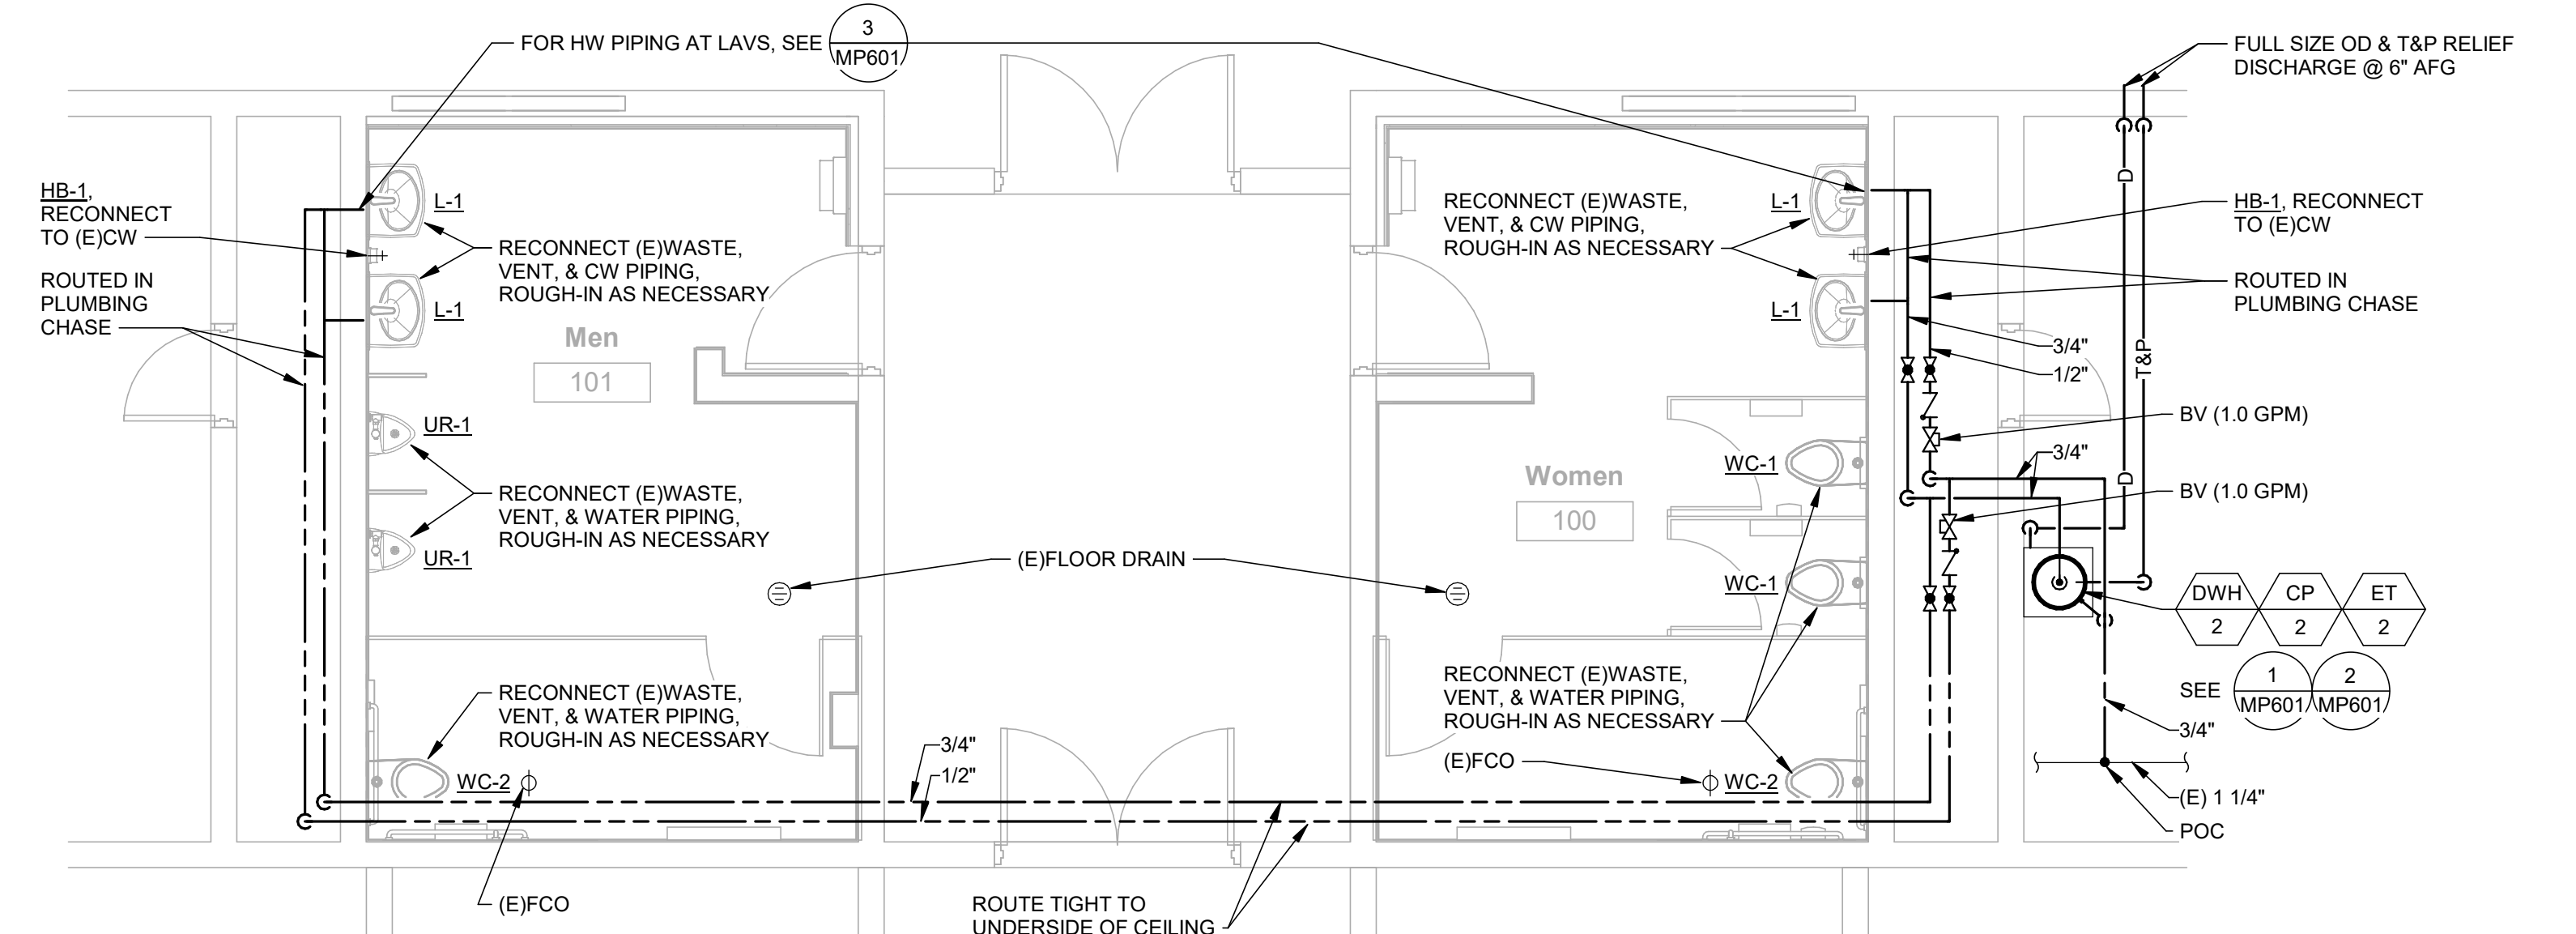 FOR HW PIPING AT LAVS, SEE
3
MP601
FULL SIZE OD & T&P RELIEF
DISCHARGE @ 6" AFG
HB-1,
RECONNECT
TO (E)CW
ROUTED IN
PLUMBING
CHASE
L-1
RECONNECT (E)WASTE,
VENT, & CW PIPING,
ROUGH-IN AS NECESSARY
L-1
Men
101
UR-1
RECONNECT (E)WASTE,
VENT, & WATER PIPING,
ROUGH-IN AS NECESSARY
UR-1
RECONNECT (E)WASTE,
VENT, & WATER PIPING,
ROUGH-IN AS NECESSARY
WC-2
(E)FCO
(E)FLOOR DRAIN
3/4"
1/2"
ROUTE TIGHT TO
UNDERSIDE OF CEILING
RECONNECT (E)WASTE,
VENT, & CW PIPING,
ROUGH-IN AS NECESSARY
L-1
L-1
Women
100
WC-1
WC-1
RECONNECT (E)WASTE,
VENT, & WATER PIPING,
ROUGH-IN AS NECESSARY
(E)FCO
WC-2
D
T&P
D
HB-1, RECONNECT
TO (E)CW
ROUTED IN
PLUMBING CHASE
3/4"
1/2"
BV (1.0 GPM)
3/4"
BV (1.0 GPM)
DWH
2
CP
2
ET
2
SEE
1
MP601
2
MP601
3/4"
(E) 1 1/4"
POC